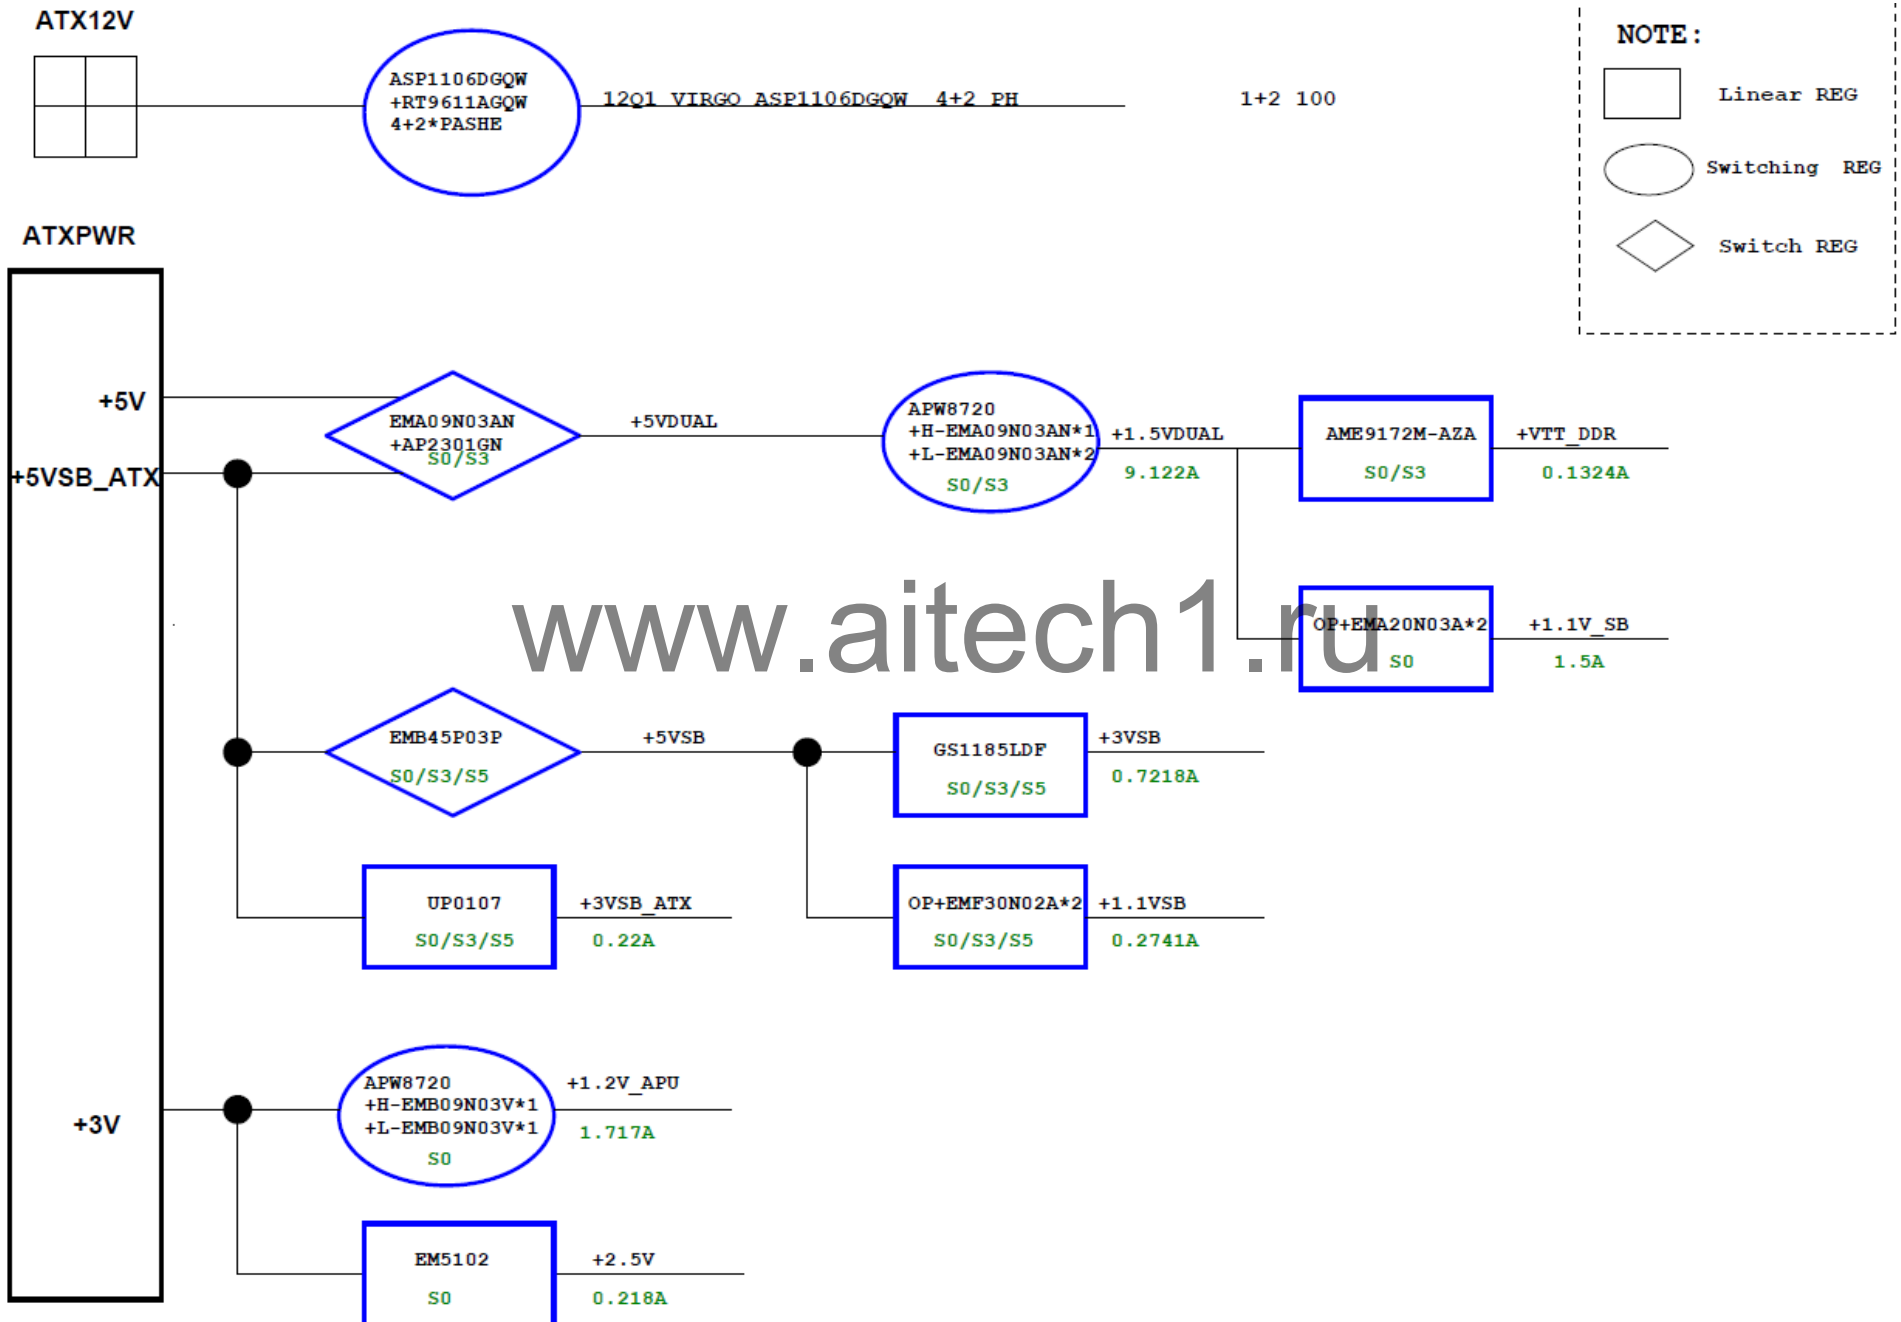 ATX12V
ASP1106DGQW
+RT9611AGQW
4+2*PASHE
12Q1 VIRGO ASP1106DGQW 4+2 PH
1+2 100
NOTE:
Linear REG
Switching REG
Switch REG
ATXPWR
+5V
+5VSB_ATX
+3V
EMA09N03AN
+AP2301GN
S0/S3
+5VDUAL
APW8720
+H-EMA09N03AN*1
+L-EMA09N03AN*2
S0/S3
+1.5VDUAL
9.122A
AME9172M-AZA
S0/S3
+VTT_DDR
0.1324A
www.aitech1.ru
OP+EMA20N03A*2
S0
+1.1V_SB
1.5A
EMB45P03P
S0/S3/S5
+5VSB
GS1185LDF
S0/S3/S5
+3VSB
0.7218A
UP0107
S0/S3/S5
+3VSB_ATX
0.22A
OP+EMF30N02A*2
S0/S3/S5
+1.1VSB
0.2741A
APW8720
+H-EMB09N03V*1
+L-EMB09N03V*1
S0
+1.2V_APU
1.717A
EM5102
S0
+2.5V
0.218A